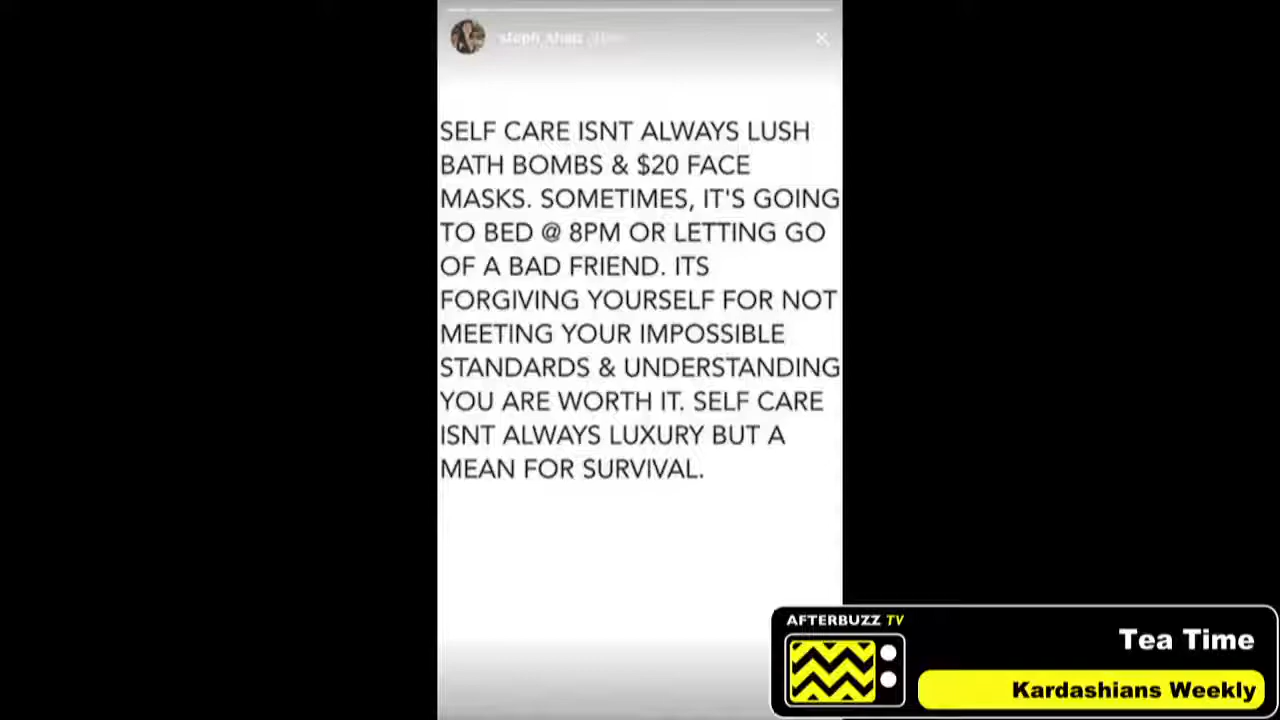 SELF CARE ISNT ALWAYS LUSH
BATH BOMBS & $20 FACE
MASKS. SOMETIMES, IT'S GOING
TO BED @ 8PM OR LETTING GO
OF A BAD FRIEND. ITS
FORGIVING YOURSELF FOR NOT
MEETING YOUR IMPOSSIBLE
STANDARDS & UNDERSTANDING
YOU ARE WORTH IT. SELF CARE
ISNT ALWAYS LUXURY BUT A
MEAN FOR SURVIVAL.
AFTERBUZZ TV
Tea Time
Kardashians Weekly